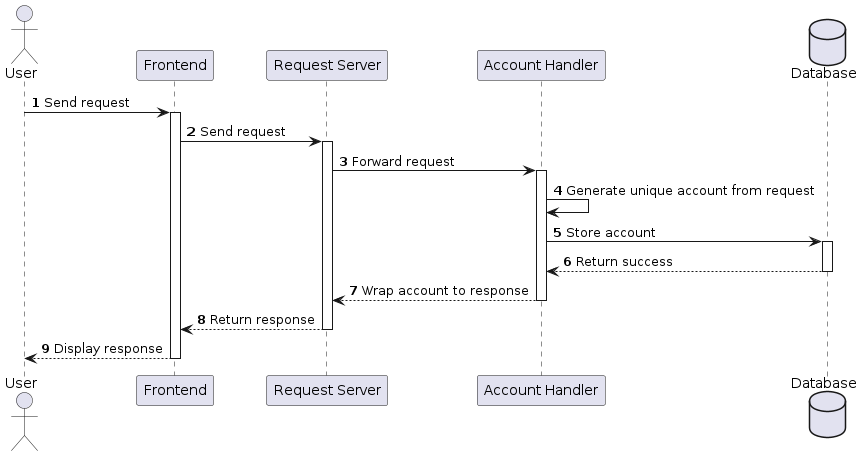 User
Frontend
Request Server
Account Handler
Database
1 Send request
2 Send request
3 Forward request
4 Generate unique account from request
5 Store account
6 Return success
7 Wrap account to response
8 Return response
9 Display response
User
Frontend
Request Server
Account Handler
Database